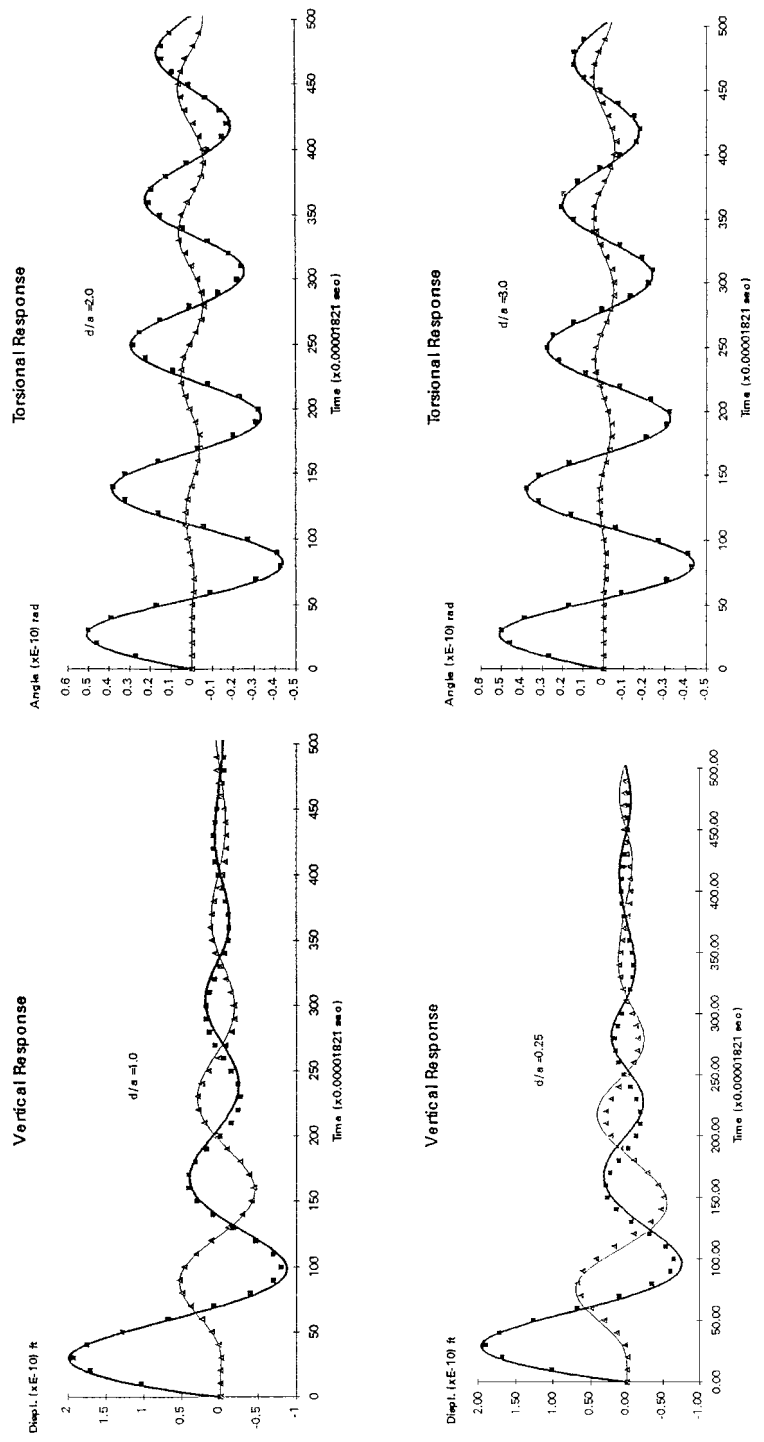 Vertical Response
Displ. (xE-10) ft
2
1.5
1
0.5
0
-0.5
-1
d/a =1.0
0 50 100 150 200 250 300 350 400 450 500
Time (x0.00001821 sec)
Torsional Response
Angle (xE-10) rad
0.6
0.5
0.4
0.3
0.2
0.1
0
-0.1
-0.2
-0.3
-0.4
-0.5
d/a =2.0
0 50 100 150 200 250 300 350 400 450 500
Time (x0.00001821 sec)
Vertical Response
Displ. (xE-10) ft
2.00
1.50
1.00
0.50
0.00
-0.50
-1.00
d/a =0.25
0.00 50.00 100.00 150.00 200.00 250.00 300.00 350.00 400.00 450.00 500.00
Time (x0.00001821 sec)
Torsional Response
Angle (xE-10) rad
0.6
0.5
0.4
0.3
0.2
0.1
0
-0.1
-0.2
-0.3
-0.4
-0.5
d/a =3.0
0 50 100 150 200 250 300 350 400 450 500
Time (x0.00001821 sec)